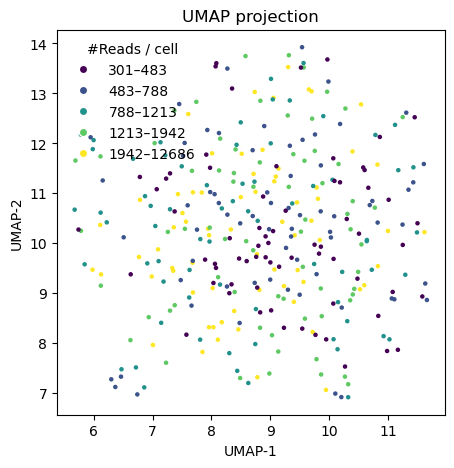 UMAP projection
#Reads / cell
301–483
483–788
788–1213
1213–1942
1942–12686
14
13
12
11
10
9
8
7
UMAP-2
6 7 8 9 10 11
UMAP-1